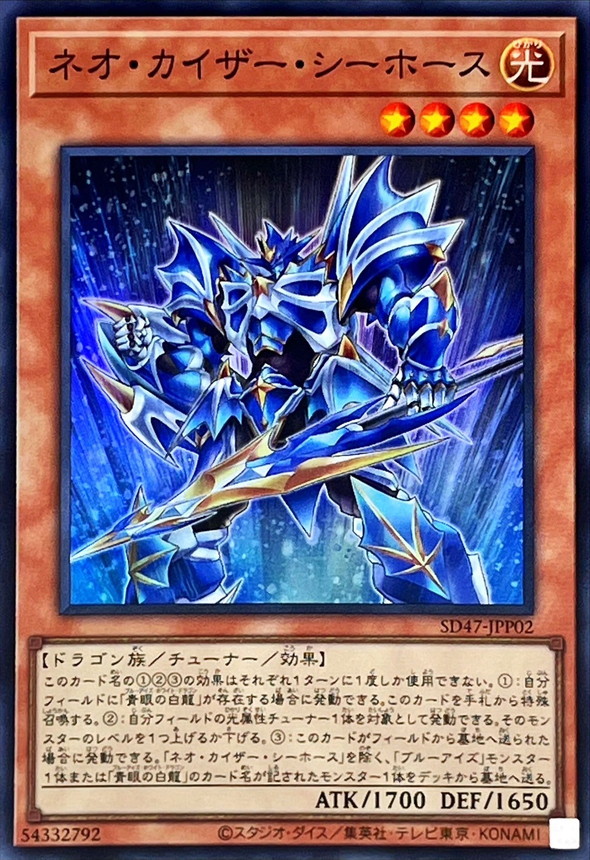 ネオ・カイザー・シーホース
光
SD47-JPP02
【ドラゴン族／チューナー／効果】
このカード名の①②③の効果はそれぞれ1ターンに1度しか使用できない。①：自分
フィールドに「青眼の白龍」が存在する場合に発動できる。このカードを手札から特殊
召喚する。②：自分フィールドの光属性チューナー1体を対象として発動できる。そのモン
スターのレベルを1つ上げるか下げる。③：このカードがフィールドから墓地へ送られた
場合に発動できる。「ネオ・カイザー・シーホース」を除く、「ブルーアイズ」モンスター
1体または「青眼の白龍」のカード名が記されたモンスター1体をデッキから墓地へ送る。
ATK/1700 DEF/1650
54332792 ©スタジオ・ダイス／集英社・テレビ東京・KONAMI